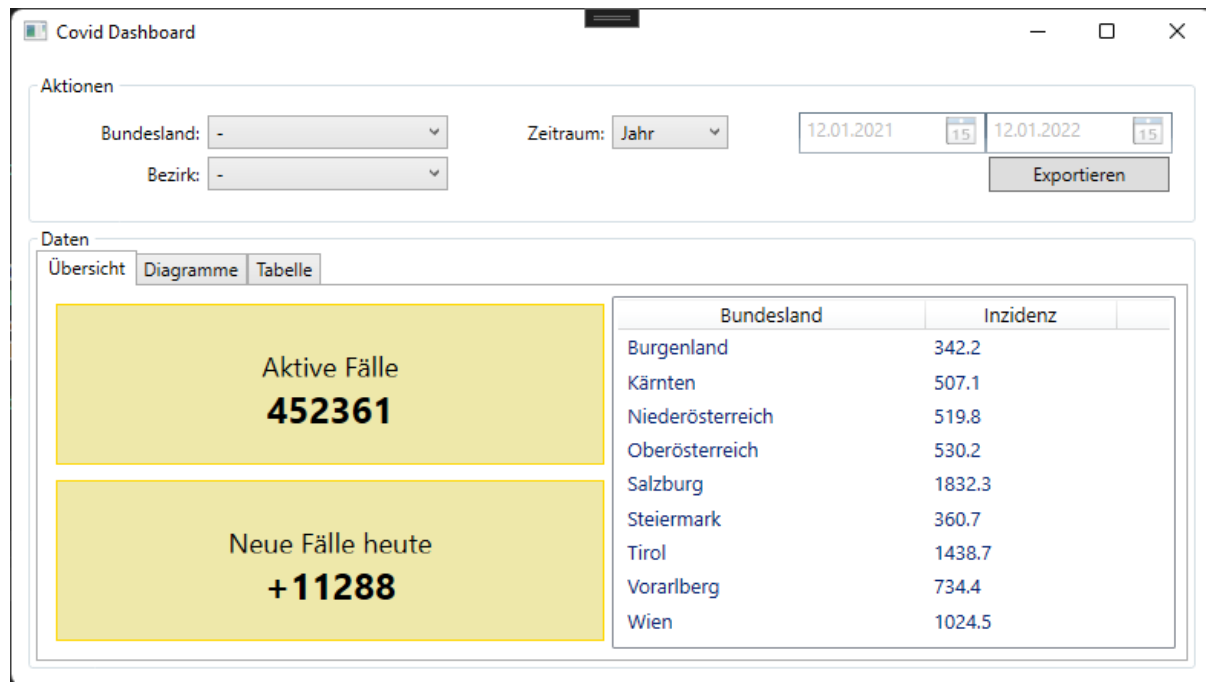 Covid Dashboard
Aktionen
Bundesland: -
Zeitraum: Jahr
12.01.2021 15
12.01.2022 15
Bezirk: -
Exportieren
Daten
Übersicht Diagramme Tabelle
Aktive Fälle
452361
Neue Fälle heute
+11288
Bundesland Inzidenz
Burgenland 342.2
Kärnten 507.1
Niederösterreich 519.8
Oberösterreich 530.2
Salzburg 1832.3
Steiermark 360.7
Tirol 1438.7
Vorarlberg 734.4
Wien 1024.5